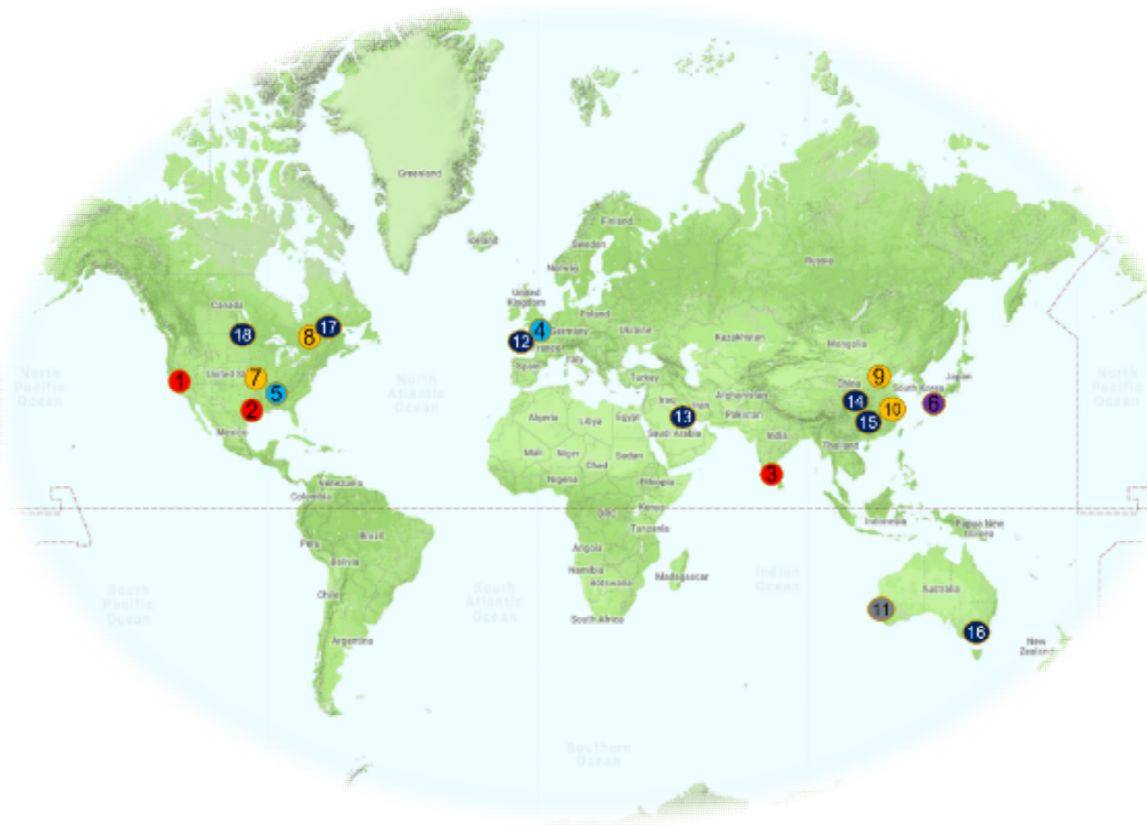 Greenland
Iceland
Finland
Sweden
Norway
Russia
United
Kingdom
Canada
Poland
17
18
8
4
Germany
Ukraine
12
France
Kazakhstan
Mongolia
Italy
Spain
North
Pacific
Ocean
1
United
7
5
North
Atlantic
Ocean
Turkey
9
China
South Korea
Japan
North
Pacific
Ocean
2
Iraq
Iran
Afghanistan
Pakistan
14
10
6
13
15
Algeria
Libya
Egypt
Saudi Arabia
Mexico
India
Thailand
Mali
Niger
Chad
Sudan
3
Nigeria
Ethiopia
Venezuela
Colombia
Kenya
DRC
Tanzania
Indonesia
Papua New
Guinea
Peru
Brazil
Angola
Bolivia
Namibia
Botswana
Madagascar
South
Pacific
Ocean
South
Atlantic
Ocean
Indian
Ocean
Australia
Chile
11
South Africa
16
Argentina
New
Zealand
Southern
Ocean